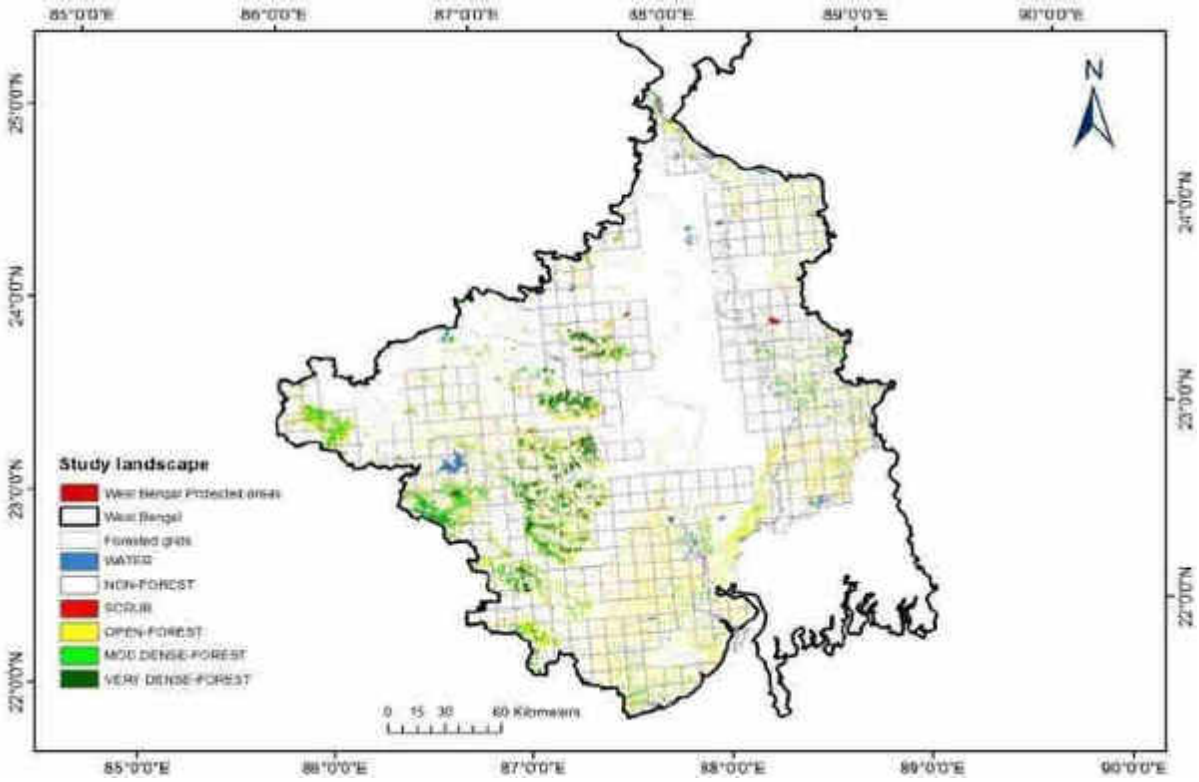 85°0'0"E 86°0'0"E 87°0'0"E 88°0'0"E 89°0'0"E 90°0'0"E
N
25°0'0"N
24°0'0"N
24°0'0"N
23°0'0"N
23°0'0"N
22°0'0"N
22°0'0"N
Study landscape
West Bengal Protected areas
West Bengal
Forested grids
WATER
NON-FOREST
SCRUB
OPEN-FOREST
MOD.DENSE-FOREST
VERY-DENSE-FOREST
0 15 30 60 Kilometers
85°0'0"E 86°0'0"E 87°0'0"E 88°0'0"E 89°0'0"E 90°0'0"E